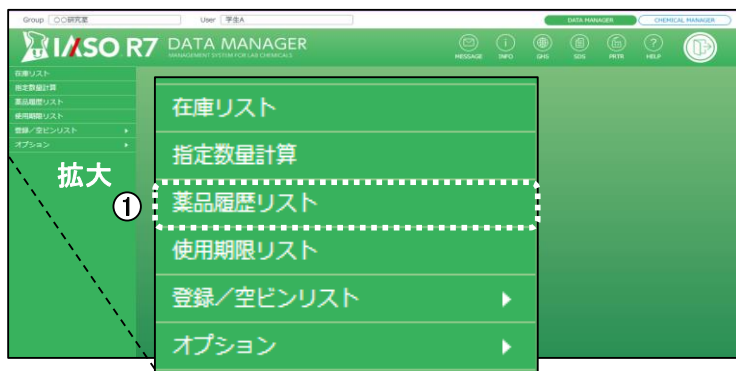 Group ○○研究室 User 学生A DATA MANAGER CHEMICAL MANAGER
IASO R7 DATA MANAGER
MANAGEMENT SYSTEM FOR LAB CHEMICALS
MESSAGE INFO GHS SDS PRTR HELP
在庫リスト
指定数量計算
薬品履歴リスト
使用期限リスト
登録／空ビンリスト
オプション
拡大
①
在庫リスト
指定数量計算
薬品履歴リスト
使用期限リスト
登録／空ビンリスト
オプション